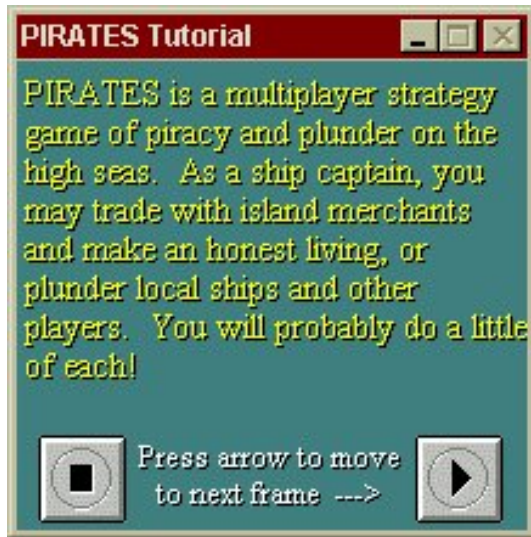 PIRATES Tutorial
PIRATES is a multiplayer strategy
game of piracy and plunder on the
high seas.  As a ship captain, you
may trade with island merchants
and make an honest living, or
plunder local ships and other
players.  You will probably do a little
of each!
Press arrow to move
to next frame --->